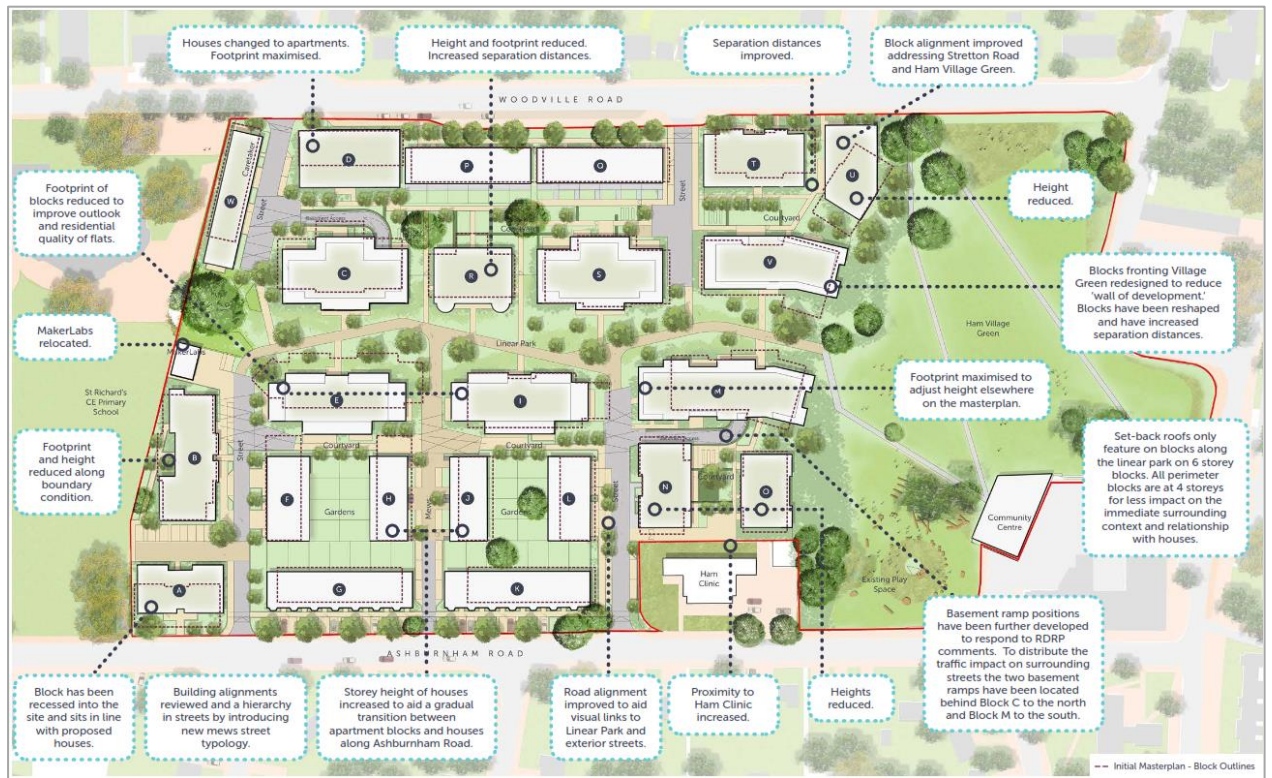 Houses changed to apartments.
Footprint maximised.
Height and footprint reduced.
Increased separation distances.
Separation distances
improved.
Block alignment improved
addressing Stretton Road
and Ham Village Green.
WOODVILLE ROAD
Caretaker
W
Street
D
P
Q
Street
T
U
Footprint of
blocks reduced to
improve outlook
and residential
quality of flats.
Height
reduced.
Courtyard
C
R
S
V
Blocks fronting Village
Green redesigned to reduce
'wall of development.'
Blocks have been reshaped
and have increased
separation distances.
Ham Village
Green
MakerLabs
relocated.
MakerLabs
Linear Park
St Richard's
CE Primary
School
E
I
M
Footprint maximised to
adjust height elsewhere
on the masterplan.
Footprint
and height
reduced along
boundary
condition.
B
Street
Courtyard
Courtyard
F
Gardens
H
Mews
J
Gardens
L
Street
N
Courtyard
O
Set-back roofs only
feature on blocks along
the linear park on 6 storey
blocks. All perimeter
blocks are at 4 storeys
for less impact on the
immediate surrounding
context and relationship
with houses.
Community
Centre
A
G
K
Ham
Clinic
Existing Play
Space
ASHBURNHAM ROAD
Block has been
recessed into the
site and sits in line
with proposed
houses.
Building alignments
reviewed and a hierarchy
in streets by introducing
new mews street
typology.
Storey height of houses
increased to aid a gradual
transition between
apartment blocks and houses
along Ashburnham Road.
Road alignment
improved to aid
visual links to
Linear Park and
exterior streets.
Proximity to
Ham Clinic
increased.
Heights
reduced.
Basement ramp positions
have been further developed
to respond to RDRP
comments. To distribute the
traffic impact on surrounding
streets the two basement
ramps have been located
behind Block C to the north
and Block M to the south.
Initial Masterplan - Block Outlines